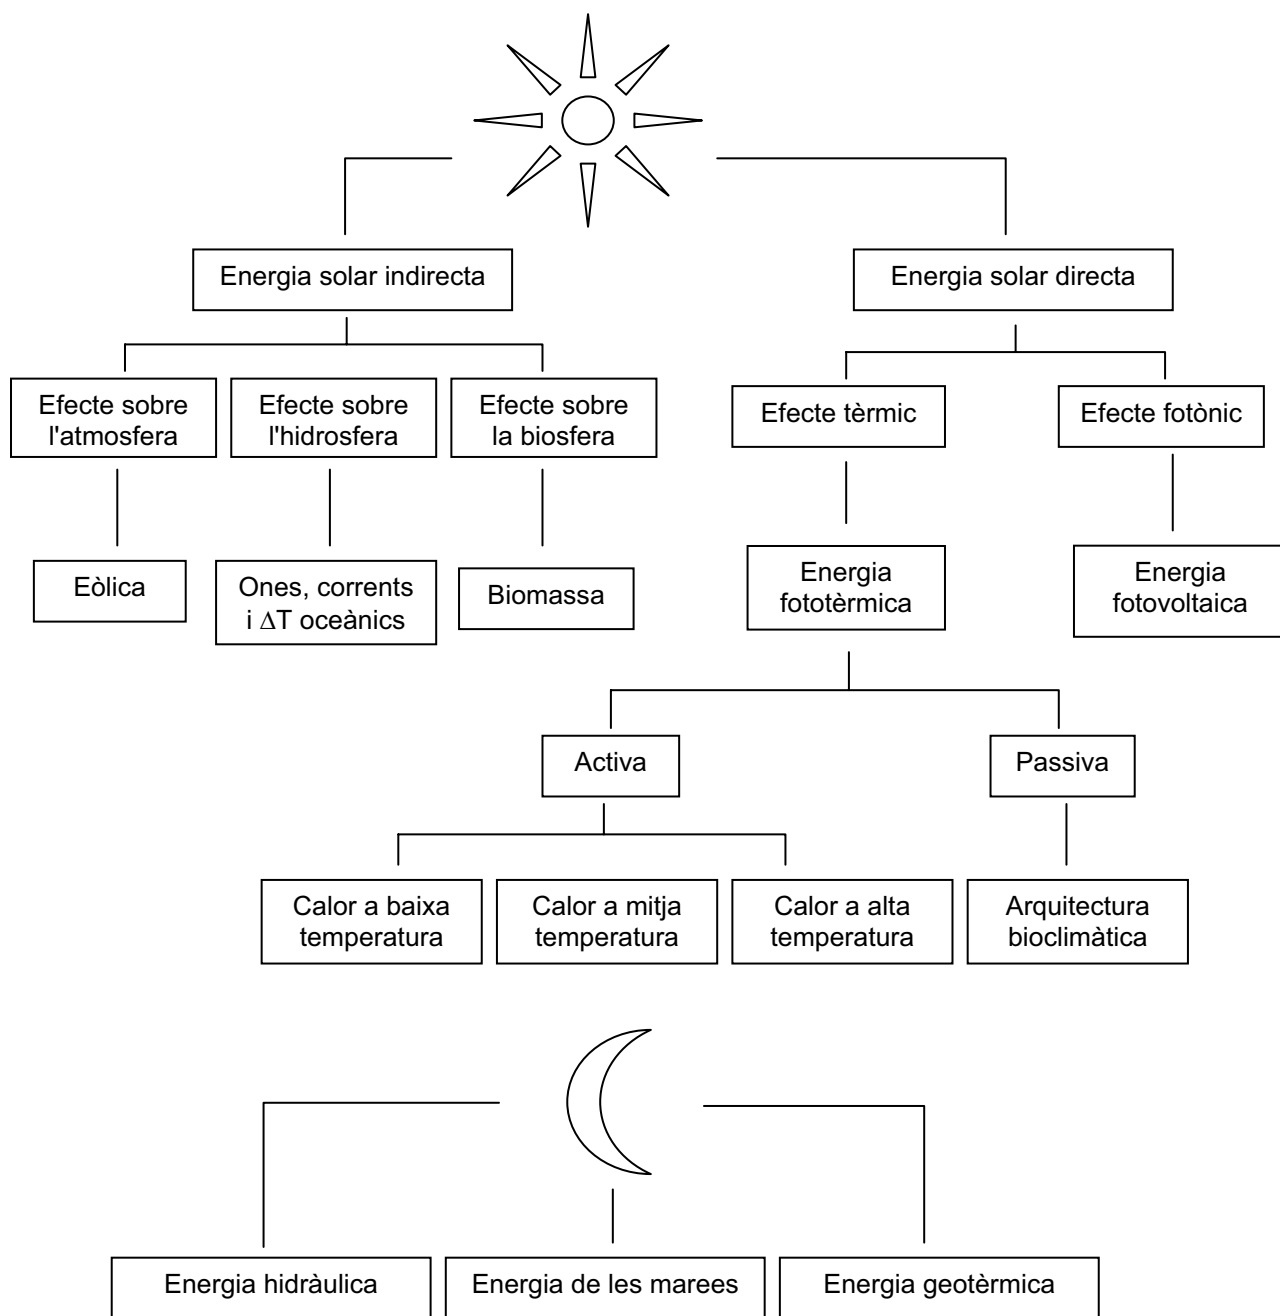 Energia solar indirecta
Energia solar directa
Efecte sobre
l'atmosfera
Efecte sobre
l'hidrosfera
Efecte sobre
la biosfera
Efecte tèrmic
Efecte fotònic
Eòlica
Ones, corrents
i ∆T oceànics
Biomassa
Energia
fototèrmica
Energia
fotovoltaica
Activa
Passiva
Calor a baixa
temperatura
Calor a mitja
temperatura
Calor a alta
temperatura
Arquitectura
bioclimàtica
Energia hidràulica
Energia de les marees
Energia geotèrmica